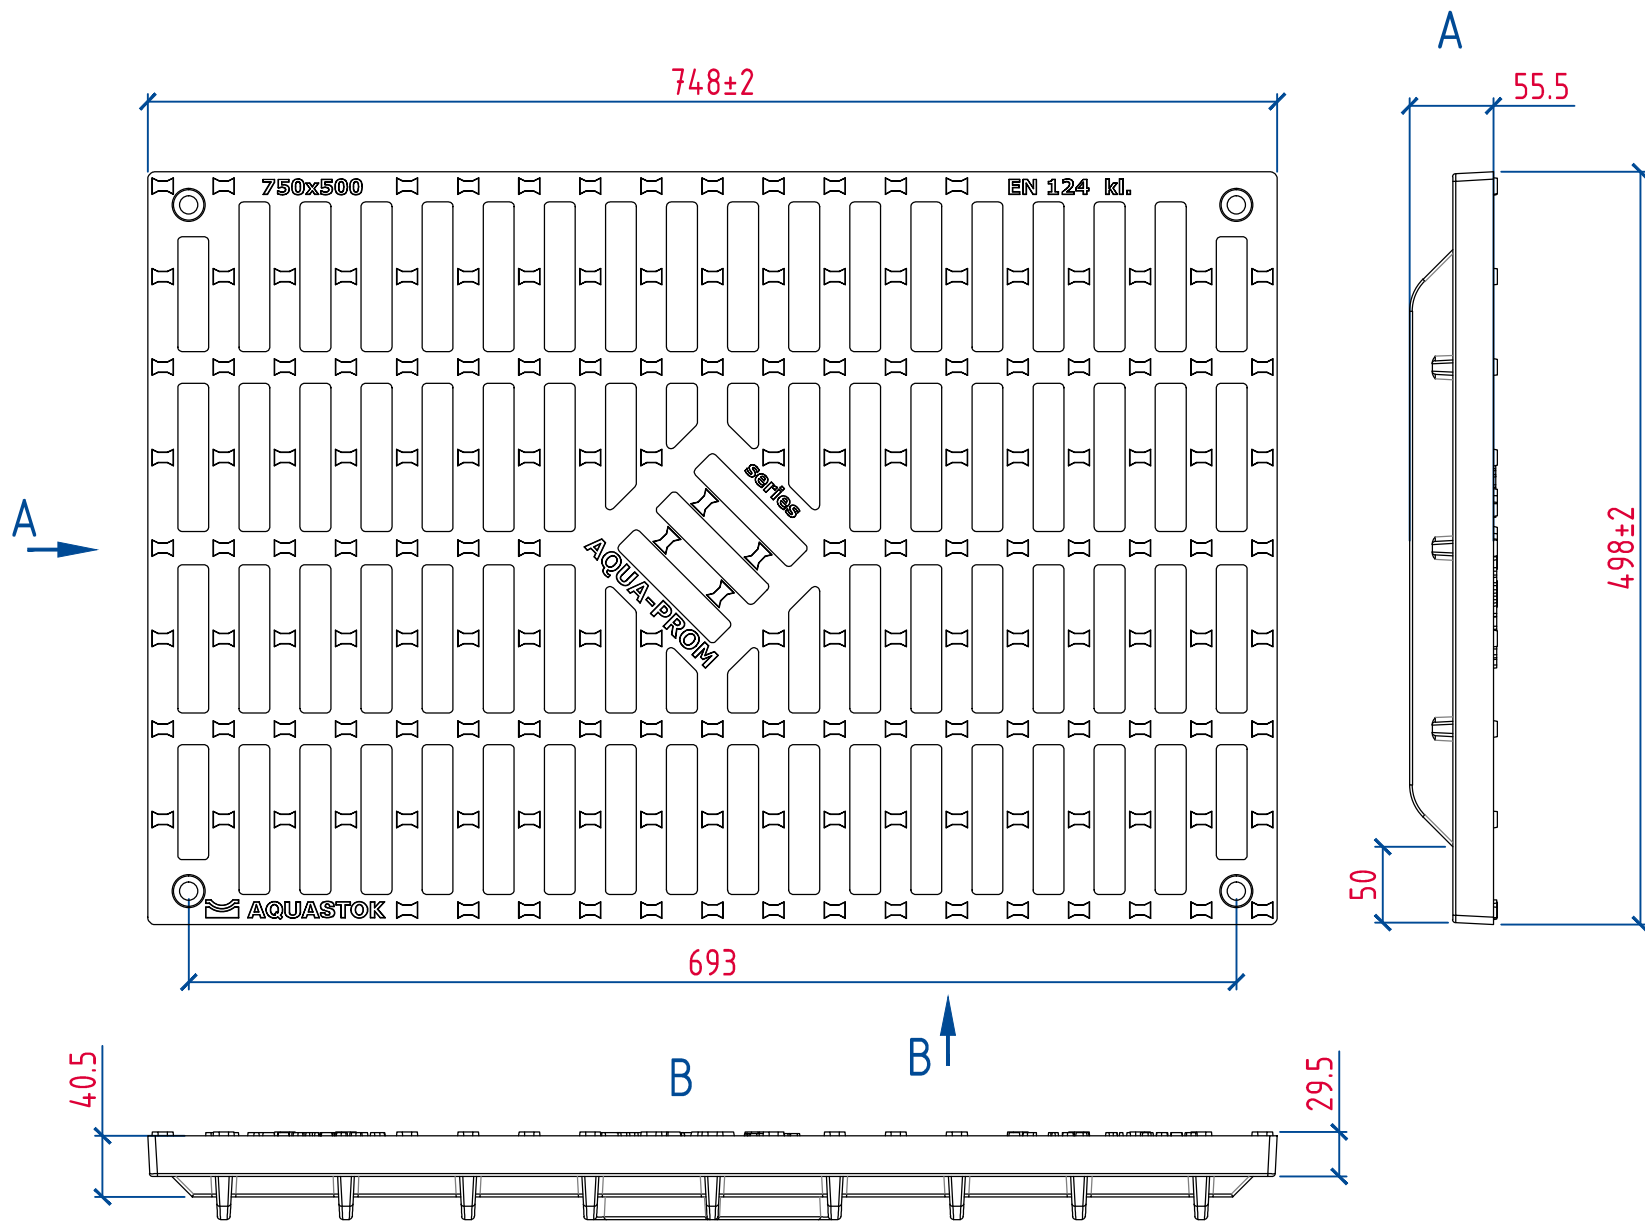 A
748±2
55.5
750x500
EN 124 kl.
series
AQUA-PROM
A
498±2
50
AQUASTOK
693
B
B
40.5
29.5